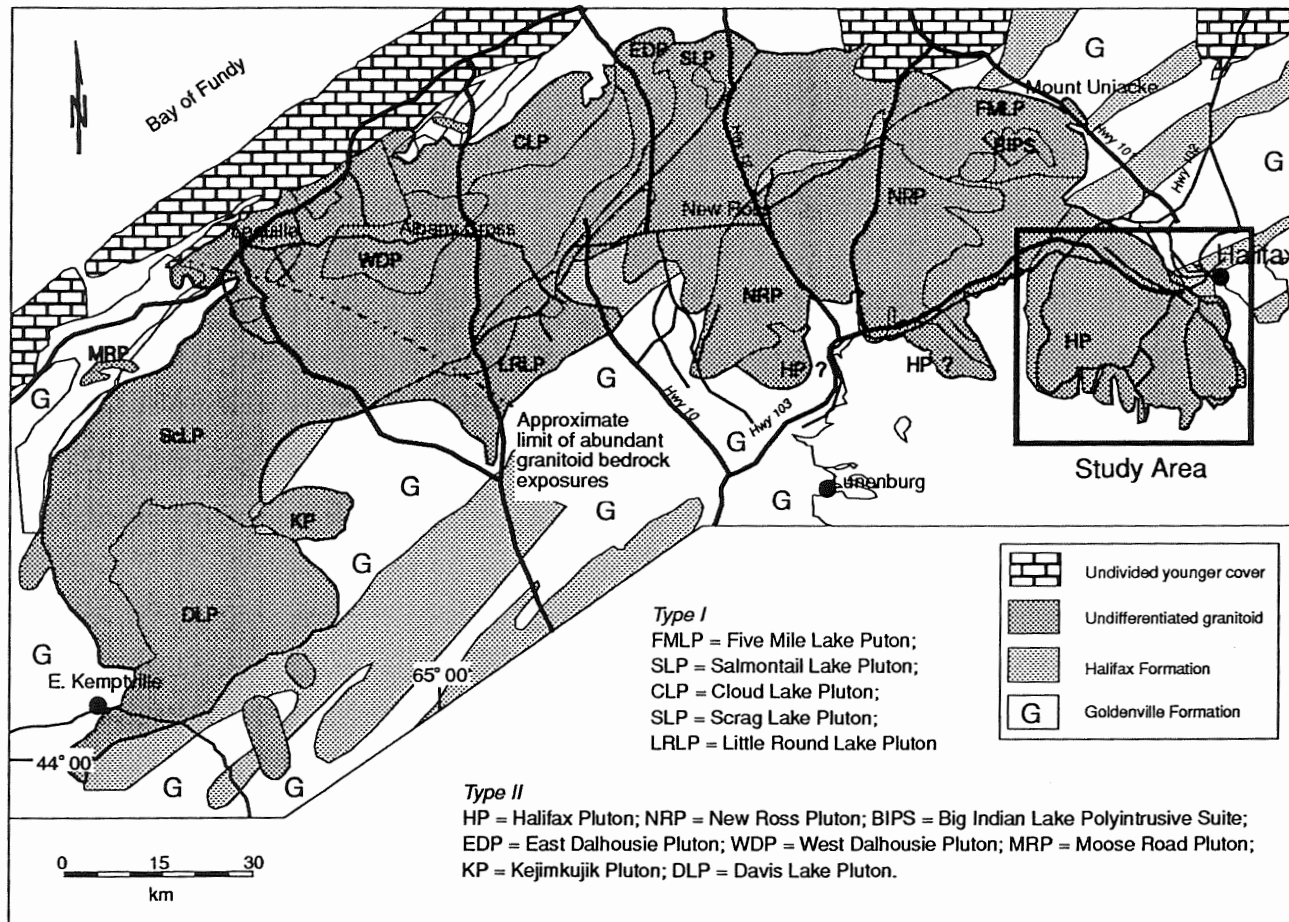 N
Bay of Fundy
EDP
SLP
G
Mount Uniacke
FMLP
BIPS
Hwy 101
Hwy 102
G
CLP
Hwy 12
New Ross
NRP
Albany Cross
WDP
Halifax
HP
MRP
G
LRLP
NRP
HP ?
HP ?
G
Hwy 10
Hwy 103
G
ScLP
Approximate
limit of abundant
granitoid bedrock
exposures
Study Area
G
G
G
Lunenburg
KP
G
DLP
G
E. Kemptville
65° 00'
44° 00'
G
G
G
Undivided younger cover
Undifferentiated granitoid
Halifax Formation
G Goldenville Formation
Type I
FMLP = Five Mile Lake Puton;
SLP = Salmontail Lake Pluton;
CLP = Cloud Lake Pluton;
SLP = Scrag Lake Pluton;
LRLP = Little Round Lake Pluton
Type II
HP = Halifax Pluton; NRP = New Ross Pluton; BIPS = Big Indian Lake Polyintrusive Suite;
EDP = East Dalhousie Pluton; WDP = West Dalhousie Pluton; MRP = Moose Road Pluton;
KP = Kejimkujik Pluton; DLP = Davis Lake Pluton.
0 15 30
km